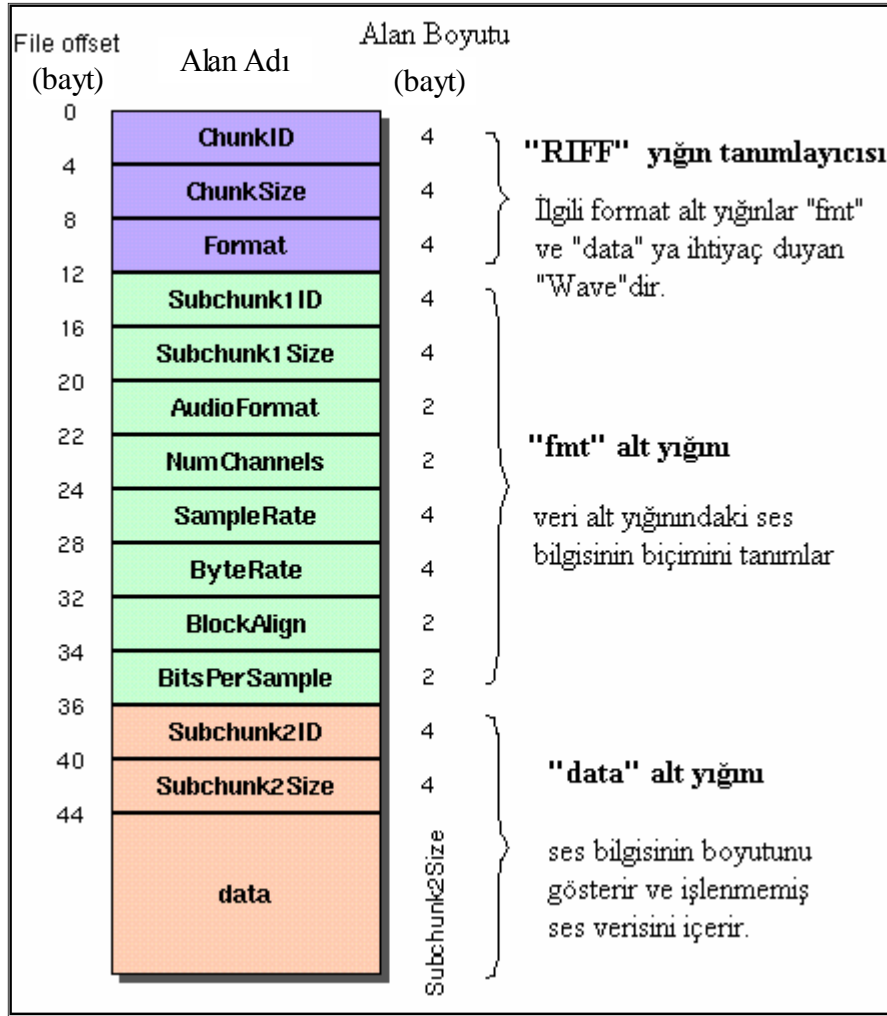 File offset
(bayt)
Alan Adı
Alan Boyutu
(bayt)
0
ChunkID
4
4
ChunkSize
4
8
Format
4
12
Subchunk1ID
4
16
Subchunk1Size
4
20
AudioFormat
2
22
NumChannels
2
24
SampleRate
4
28
ByteRate
4
32
BlockAlign
2
34
BitsPerSample
2
36
Subchunk2ID
4
40
Subchunk2Size
4
44
data
Subchunk2Size
"RIFF" yığın tanımlayıcısı
İlgili format alt yığınlar "fmt"
ve "data" ya ihtiyaç duyan
"Wave"dir.
"fmt" alt yığını
veri alt yığınındaki ses
bilgisinin biçimini tanımlar
"data" alt yığını
ses bilgisinin boyutunu
gösterir ve işlenmemiş
ses verisini içerir.